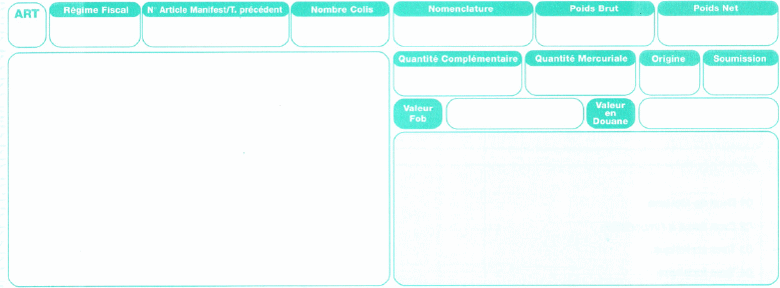 ART
Régime Fiscal
N° Article Manifest/T. précédent
Nombre Colis
Nomenclature
Poids Brut
Poids Net
Quantité Complémentaire
Quantité Mercuriale
Origine
Soumission
Valeur
Fob
Valeur
en
Douane